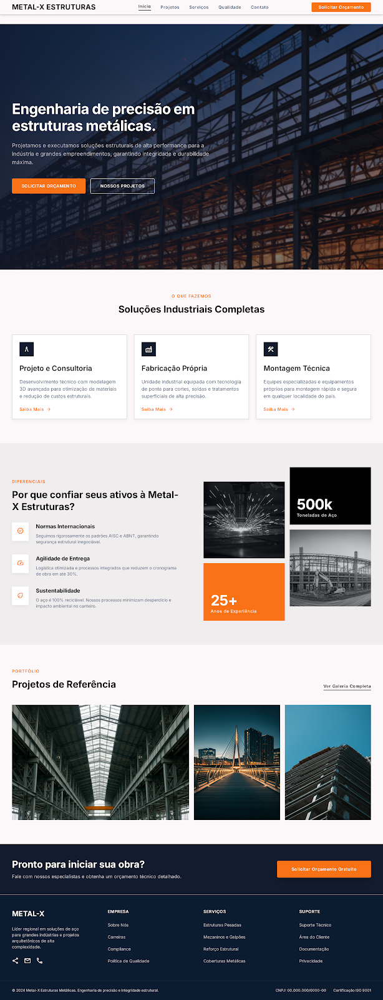 METAL-X ESTRUTURAS
Início
Projetos
Serviços
Qualidade
Contato
Solicitar Orçamento
Engenharia de precisão em
estruturas metálicas.
Projetamos e executamos soluções estruturais de alta performance para a
indústria e grandes empreendimentos, garantindo integridade e durabilidade
máxima.
SOLICITAR ORÇAMENTO
NOSSOS PROJETOS
O QUE FAZEMOS
Soluções Industriais Completas
Projeto e Consultoria
Desenvolvimento técnico com modelagem
3D avançada para otimização de materiais
e redução de custos estruturais.
Saiba Mais →
Fabricação Própria
Unidade industrial equipada com tecnologia
de ponta para cortes, soldas e tratamentos
superficiais de alta precisão.
Saiba Mais →
Montagem Técnica
Equipes especializadas e equipamentos
próprios para montagem rápida e segura
em qualquer localidade do país.
Saiba Mais →
DIFERENCIAIS
Por que confiar seus ativos à Metal-
X Estruturas?
Normas Internacionais
Seguimos rigorosamente os padrões AISC e ABNT, garantindo
segurança estrutural inegociável.
Agilidade de Entrega
Logística otimizada e processos integrados que reduzem o cronograma
de obra em até 30%.
Sustentabilidade
O aço é 100% reciclável. Nossos processos minimizam desperdício e
impacto ambiental no canteiro.
500k
Toneladas de Aço
25+
Anos de Experiência
PORTFÓLIO
Projetos de Referência
Ver Galeria Completa
Pronto para iniciar sua obra?
Fale com nossos especialistas e obtenha um orçamento técnico detalhado.
Solicitar Orçamento Gratuito
METAL-X
Líder regional em soluções de aço
para grandes indústrias e projetos
arquitetônicos de alta
complexidade.
EMPRESA
Sobre Nós
Carreiras
Compliance
Política de Qualidade
SERVIÇOS
Estruturas Pesadas
Mezaninos e Galpões
Reforço Estrutural
Coberturas Metálicas
SUPORTE
Suporte Técnico
Área do Cliente
Documentação
Privacidade
© 2024 Metal-X Estruturas Metálicas. Engenharia de precisão e integridade estrutural.
CNPJ: 00.000.000/0000-00
Certificação ISO 9001